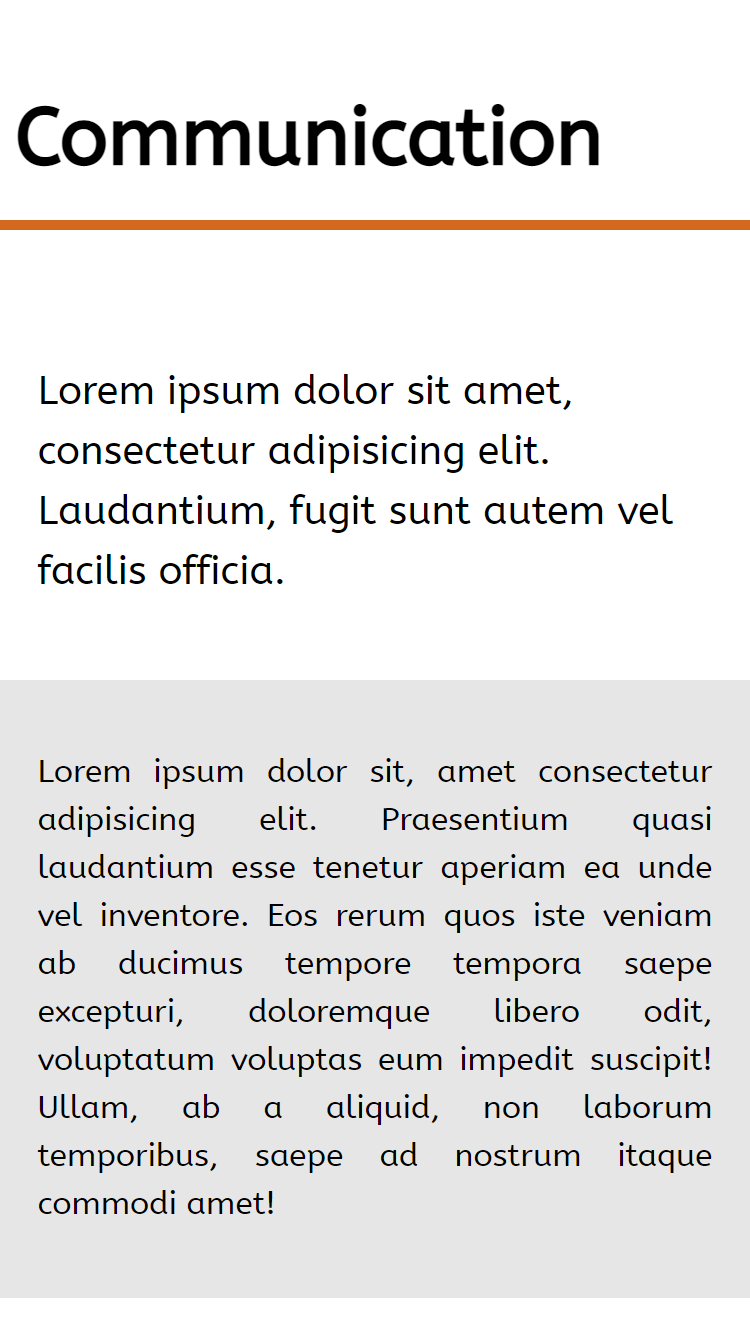 Communication
Lorem ipsum dolor sit amet,
consectetur adipisicing elit.
Laudantium, fugit sunt autem vel
facilis officia.
Lorem ipsum dolor sit, amet consectetur
adipisicing elit. Praesentium quasi
laudantium esse tenetur aperiam ea unde
vel inventore. Eos rerum quos iste veniam
ab ducimus tempore tempora saepe
excepturi, doloremque libero odit,
voluptatum voluptas eum impedit suscipit!
Ullam, ab a aliquid, non laborum
temporibus, saepe ad nostrum itaque
commodi amet!